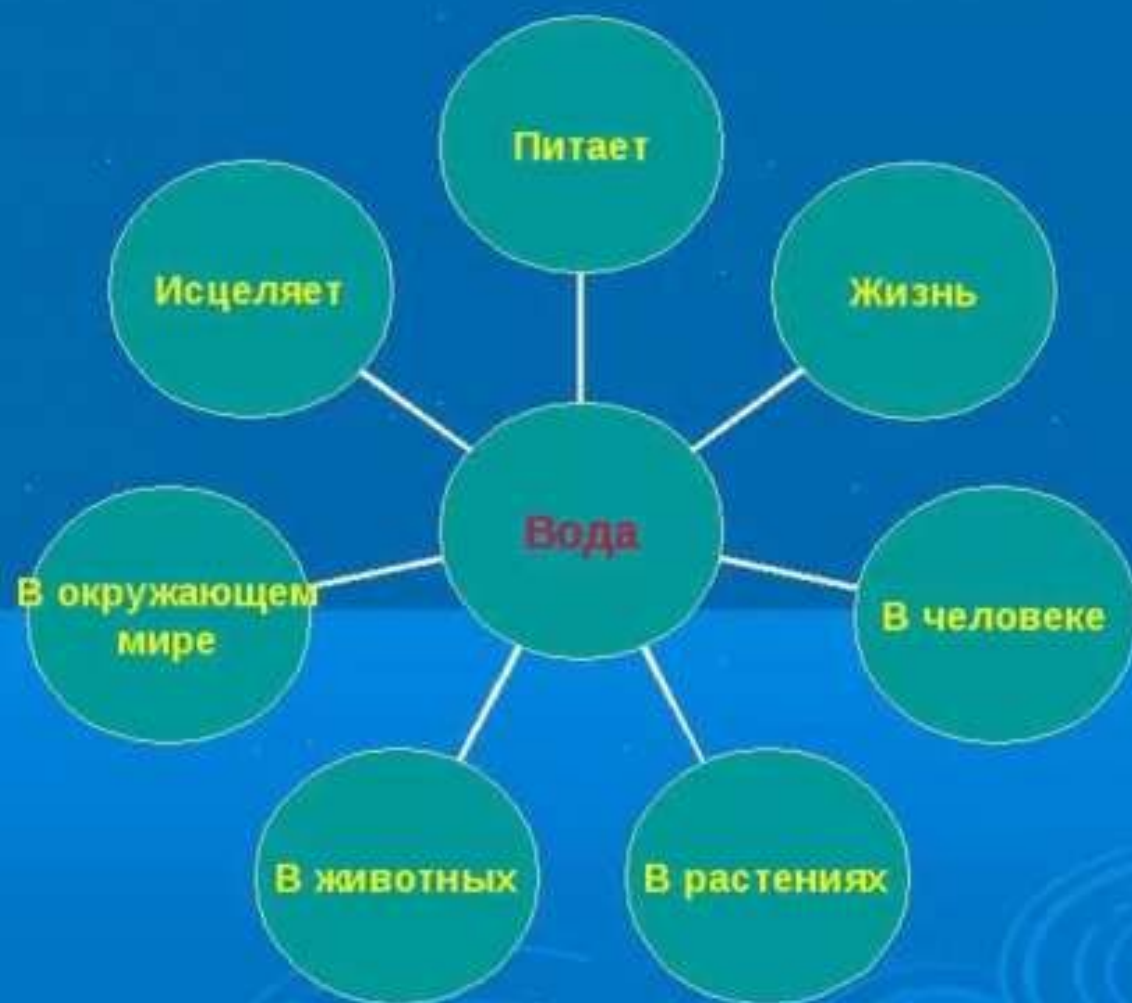 Питает
Исцеляет
Жизнь
Вода
В окружающем
мире
В человеке
В животных
В растениях